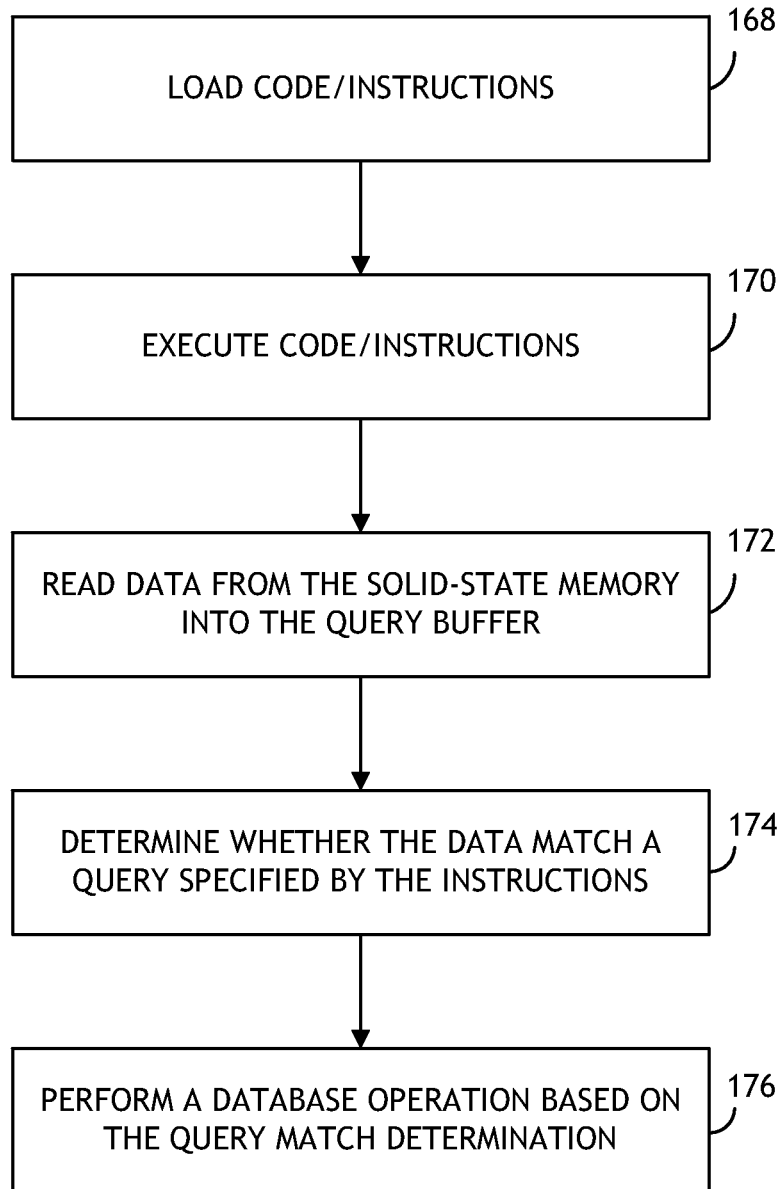 168
LOAD CODE/INSTRUCTIONS
170
EXECUTE CODE/INSTRUCTIONS
172
READ DATA FROM THE SOLID-STATE MEMORY
INTO THE QUERY BUFFER
174
DETERMINE WHETHER THE DATA MATCH A
QUERY SPECIFIED BY THE INSTRUCTIONS
176
PERFORM A DATABASE OPERATION BASED ON
THE QUERY MATCH DETERMINATION